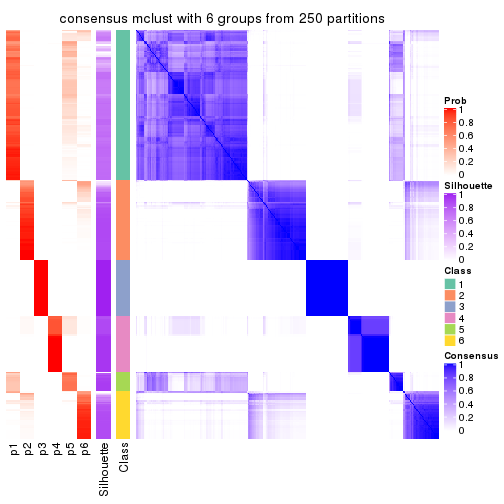 consensus mclust with 6 groups from 250 partitions
Prob
1
0.8
0.6
0.4
0.2
0
Silhouette
1
0.8
0.6
0.4
0.2
0
Class
1
2
3
4
5
6
Consensus
1
0.8
0.6
0.4
0.2
0
p1
p2
p3
p4
p5
p6
Silhouette
Class